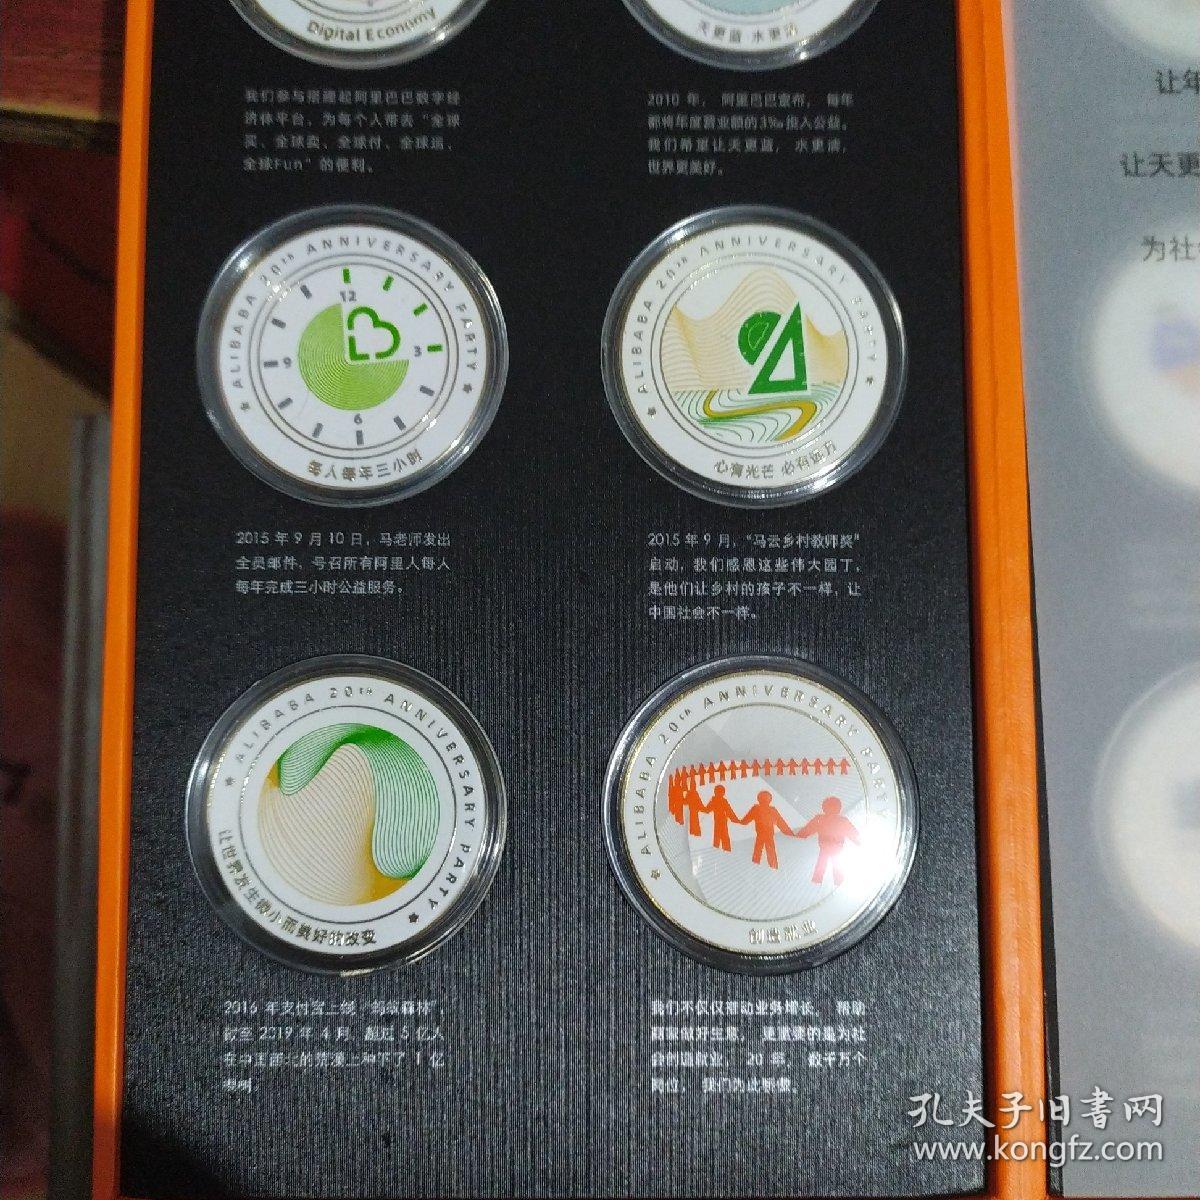 Digital Economy
天更蓝·水更清
我们参与搭建起阿里巴巴数字经
济体平台，为每个人带去“全球
买、全球卖、全球付、全球运、
全球Fun”的便利。
2010 年， 阿里巴巴宣布， 每年
都将年度营业额的3‰投入公益。
我们希望让天更蓝， 水更清，
世界更美好。
ALIBABA 20th ANNIVERSARY PARTY
12
3
6
9
每人每年三小时
ALIBABA 20th ANNIVERSARY PARTY
心有光芒 必有远方
2015 年 9 月 10 日，马老师发出
全员邮件，号召所有阿里人每人
每年完成三小时公益服务。
2015 年 9 月，“马云乡村教师奖”
启动，我们感恩这些伟大园丁，
是他们让乡村的孩子不一样，让
中国社会不一样。
ALIBABA 20th ANNIVERSARY PARTY
让世界发生微小而美好的改变
ALIBABA 20th ANNIVERSARY PARTY
创造就业
2016 年支付宝上线“蚂蚁森林”，
截至 2019 年 4 月，超过 5 亿人
在中国西北的荒漠上种下了 1 亿
我们不仅仅推动业务增长， 帮助
商家做好生意， 更重要的是为社
会创造就业， 20 年， 数千万个
岗位， 我们为此骄傲。
让年
让天更
为社
孔夫子旧書网
www.kongfz.com